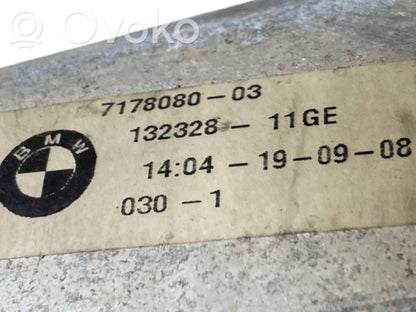 Ovoko
7178080-03
132328- 11GE
14:04 -19-09-08
BMW
030 -1